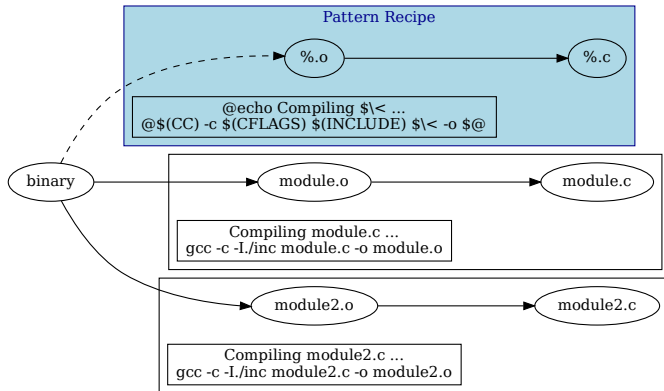 Pattern Recipe
%.o
%.c
@echo Compiling $\< ...
@$(CC) -c $(CFLAGS) $(INCLUDE) $\< -o $@
binary
module.o
module.c
Compiling module.c ...
gcc -c -I./inc module.c -o module.o
module2.o
module2.c
Compiling module2.c ...
gcc -c -I./inc module2.c -o module2.o